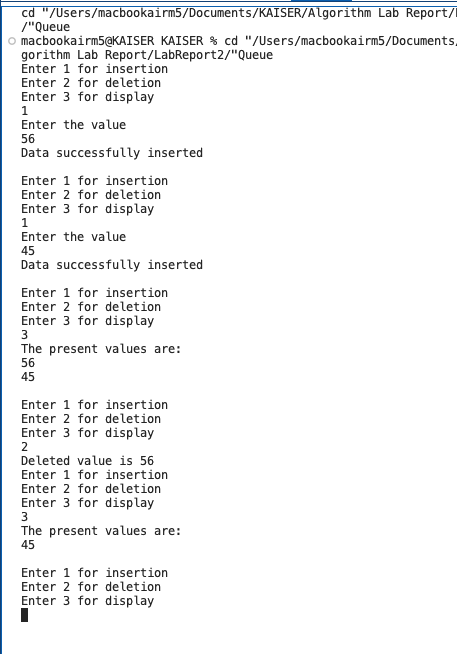 cd "/Users/macbookairm5/Documents/KAISER/Algorithm Lab Report/
/"Queue
macbookairm5@KAISER KAISER % cd "/Users/macbookairm5/Documents/
gorithm Lab Report/LabReport2/"Queue
Enter 1 for insertion
Enter 2 for deletion
Enter 3 for display
1
Enter the value
56
Data successfully inserted
Enter 1 for insertion
Enter 2 for deletion
Enter 3 for display
1
Enter the value
45
Data successfully inserted
Enter 1 for insertion
Enter 2 for deletion
Enter 3 for display
3
The present values are:
56
45
Enter 1 for insertion
Enter 2 for deletion
Enter 3 for display
2
Deleted value is 56
Enter 1 for insertion
Enter 2 for deletion
Enter 3 for display
3
The present values are:
45
Enter 1 for insertion
Enter 2 for deletion
Enter 3 for display